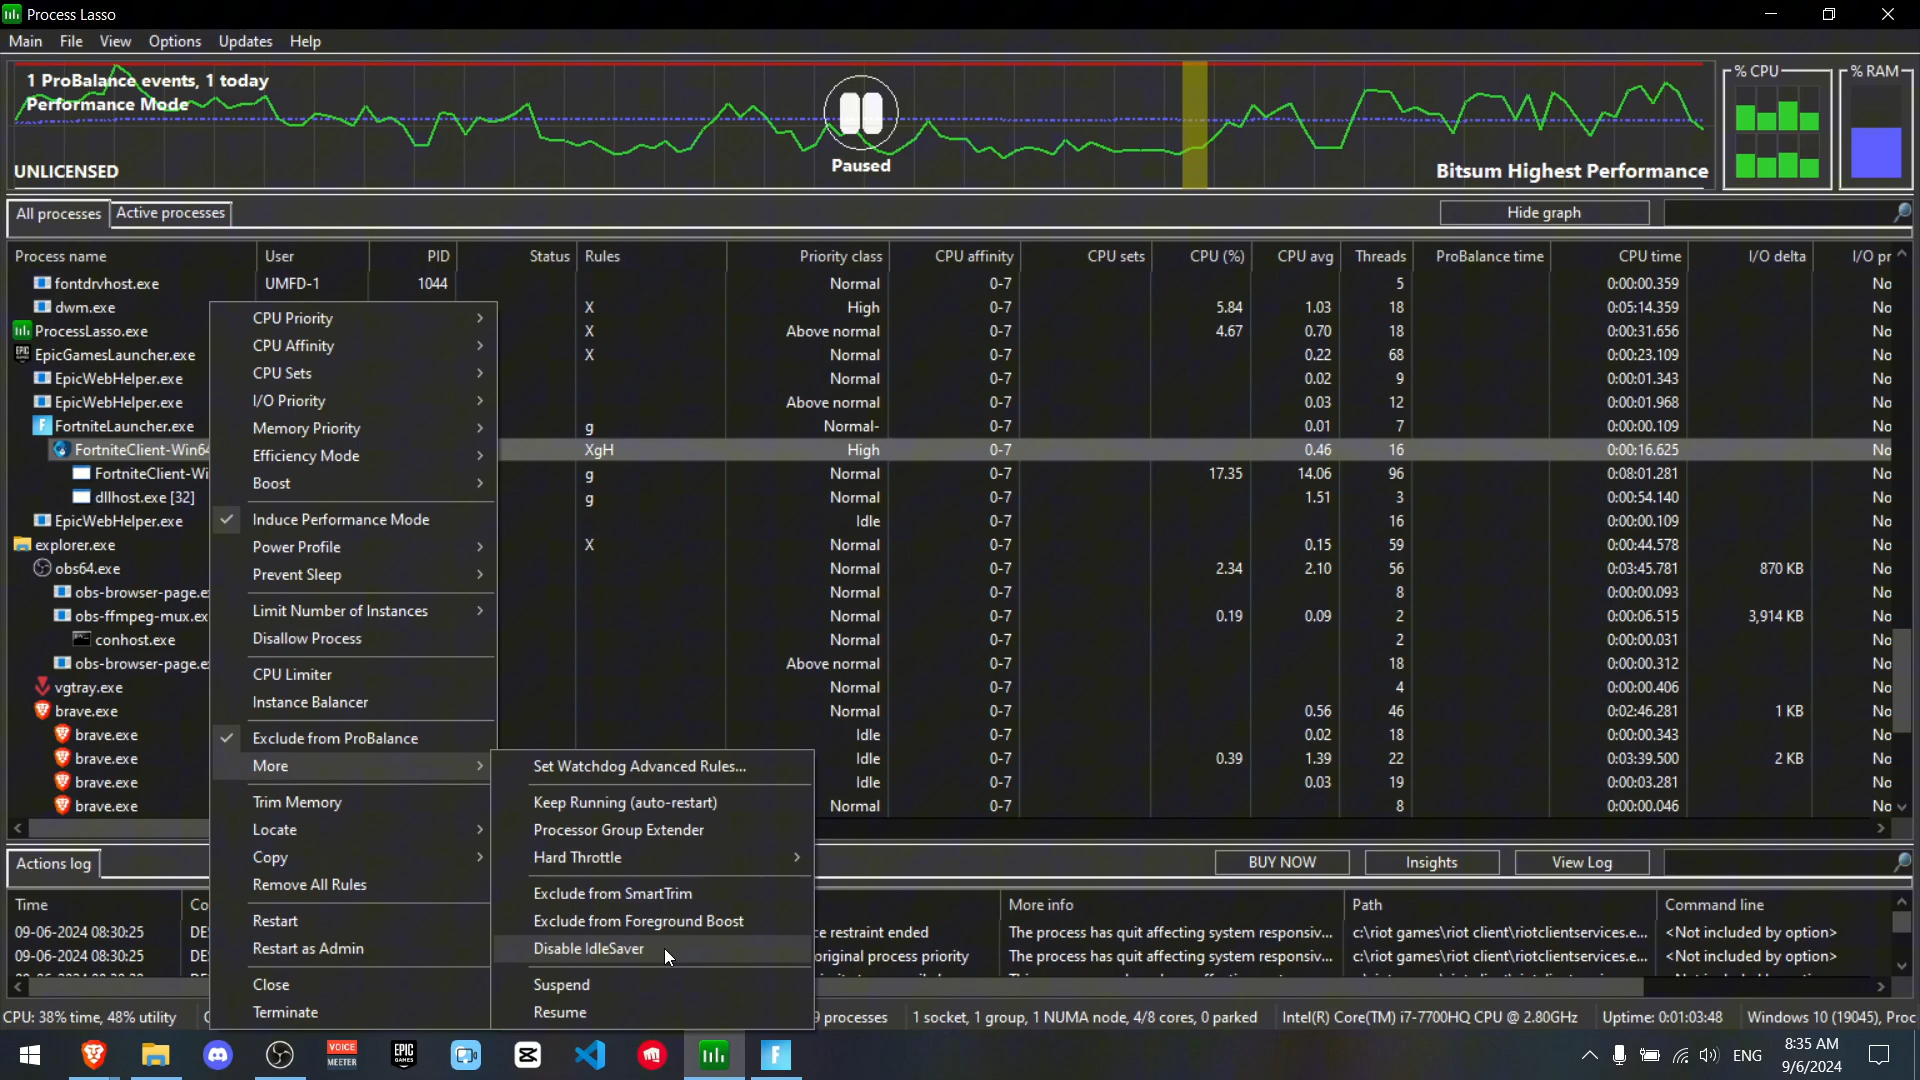 Process Lasso
Main File View Options Updates Help
1 ProBalance events, 1 today
Performance Mode
UNLICENSED
Paused
Bitsum Highest Performance
% CPU
% RAM
All processes Active processes Hide graph
Process name User PID Status Rules Priority class CPU affinity CPU sets CPU (%) CPU avg Threads ProBalance time CPU time I/O delta I/O pr
fontdrvhost.exe UMFD-1 1044 Normal 0-7 5 0:00:00.359 No
dwm.exe X High 0-7 5.84 1.03 18 0:05:14.359 No
ProcessLasso.exe X Above normal 0-7 4.67 0.70 18 0:00:31.656 No
EpicGamesLauncher.exe X Normal 0-7 0.22 68 0:00:23.109 No
EpicWebHelper.exe Normal 0-7 0.02 9 0:00:01.343 No
EpicWebHelper.exe Above normal 0-7 0.03 12 0:00:01.968 No
FortniteLauncher.exe g Normal- 0-7 0.01 7 0:00:00.109 No
FortniteClient-Win64 XgH High 0-7 0.46 16 0:00:16.625 No
FortniteClient-Wi g Normal 0-7 17.35 14.06 96 0:08:01.281 No
dllhost.exe [32] g Normal 0-7 1.51 3 0:00:54.140 No
EpicWebHelper.exe Idle 0-7 16 0:00:00.109 No
explorer.exe X Normal 0-7 0.15 59 0:00:44.578 No
obs64.exe Normal 0-7 2.34 2.10 56 0:03:45.781 870 KB No
obs-browser-page.e Normal 0-7 8 0:00:00.093 No
obs-ffmpeg-mux.ex Normal 0-7 0.19 0.09 2 0:00:06.515 3,914 KB No
conhost.exe Normal 0-7 2 0:00:00.031 No
obs-browser-page.e Above normal 0-7 18 0:00:00.312 No
vgtray.exe Normal 0-7 4 0:00:00.406 No
brave.exe Normal 0-7 0.56 46 0:02:46.281 1 KB No
brave.exe Idle 0-7 0.02 18 0:00:00.343 No
brave.exe Idle 0-7 0.39 1.39 22 0:03:39.500 2 KB No
brave.exe Idle 0-7 0.03 19 0:00:03.281 No
brave.exe Normal 0-7 8 0:00:00.046 No
CPU Priority
CPU Affinity
CPU Sets
I/O Priority
Memory Priority
Efficiency Mode
Boost
Induce Performance Mode
Power Profile
Prevent Sleep
Limit Number of Instances
Disallow Process
CPU Limiter
Instance Balancer
Exclude from ProBalance
More
Trim Memory
Locate
Copy
Remove All Rules
Restart
Restart as Admin
Close
Terminate
Set Watchdog Advanced Rules...
Keep Running (auto-restart)
Processor Group Extender
Hard Throttle
Exclude from SmartTrim
Exclude from Foreground Boost
Disable IdleSaver
Suspend
Resume
Actions log BUY NOW Insights View Log
Time Co More info Path Command line
09-06-2024 08:30:25 DE ce restraint ended The process has quit affecting system responsiv... c:\riot games\riot client\riotclientservices.e... <Not included by option>
09-06-2024 08:30:25 DE original process priority The process has quit affecting system responsiv... c:\riot games\riot client\riotclientservices.e... <Not included by option>
CPU: 38% time, 48% utility 9 processes 1 socket, 1 group, 1 NUMA node, 4/8 cores, 0 parked Intel(R) Core(TM) i7-7700HQ CPU @ 2.80GHz Uptime: 0:01:03:48 Windows 10 (19045), Proc
VOICE
MEETER
EPIC
GAMES
ENG
8:35 AM
9/6/2024